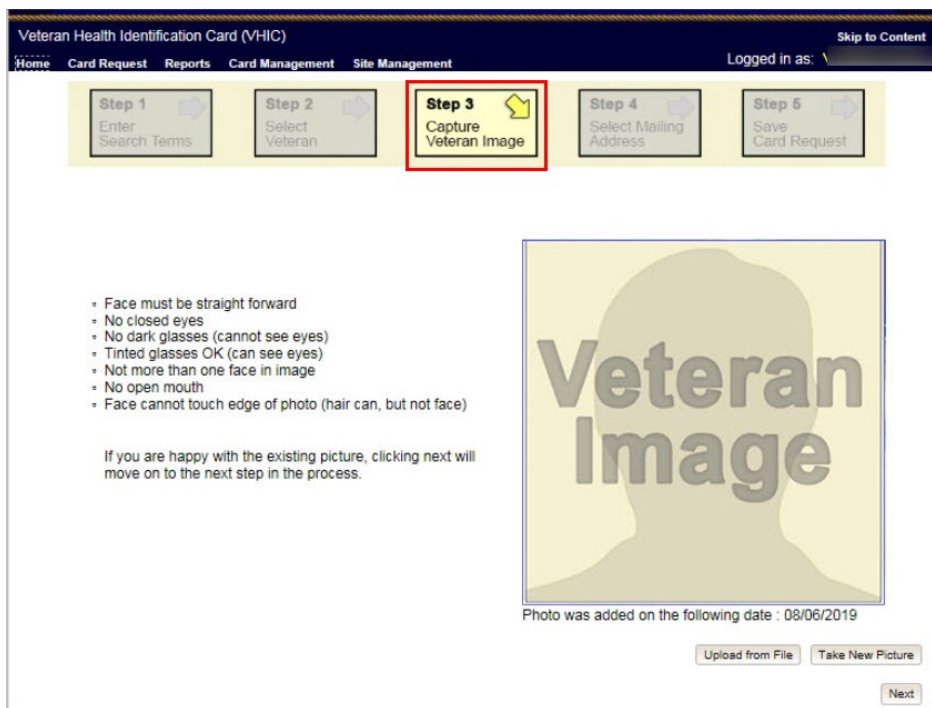 Veteran Health Identification Card (VHIC)
Skip to Content
Home Card Request Reports Card Management Site Management
Logged in as:
Step 1
Enter
Search Terms
Step 2
Select
Veteran
Step 3
Capture
Veteran Image
Step 4
Select Mailing
Address
Step 5
Save
Card Request
Face must be straight forward
No closed eyes
No dark glasses (cannot see eyes)
Tinted glasses OK (can see eyes)
Not more than one face in image
No open mouth
Face cannot touch edge of photo (hair can, but not face)
If you are happy with the existing picture, clicking next will
move on to the next step in the process.
Veteran
Image
Photo was added on the following date : 08/06/2019
Upload from File
Take New Picture
Next